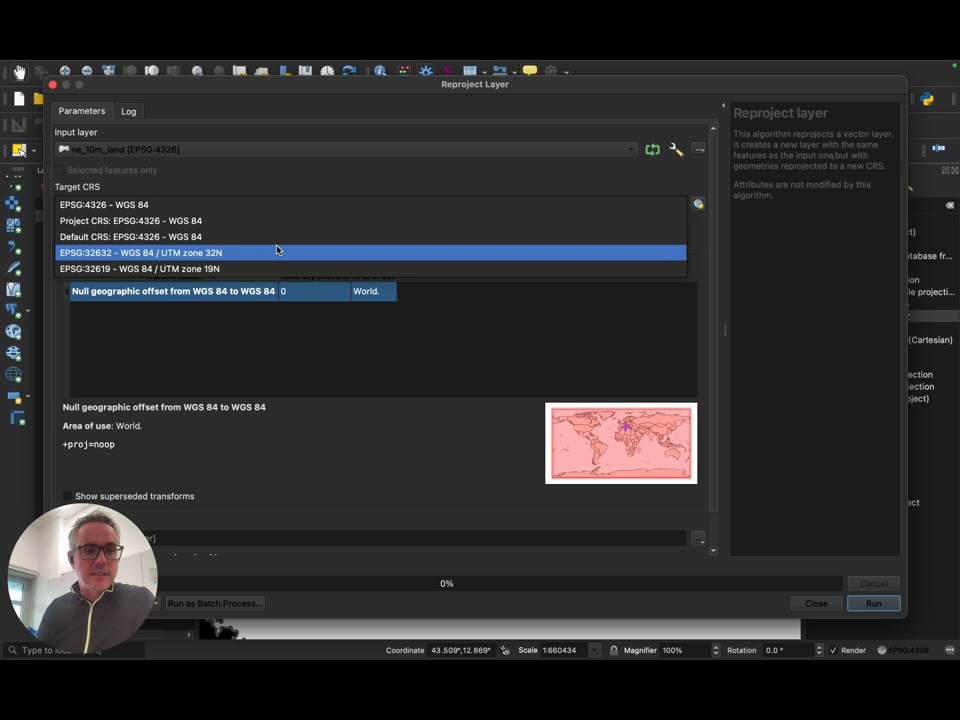 Reproject Layer
Parameters
Log
Input layer
ne_10m_land [EPSG:4326]
Selected features only
Target CRS
EPSG:4326 - WGS 84
Project CRS: EPSG:4326 - WGS 84
Default CRS: EPSG:4326 - WGS 84
EPSG:32632 - WGS 84 / UTM zone 32N
EPSG:32619 - WGS 84 / UTM zone 19N
1
Null geographic offset from WGS 84 to WGS 84
0
World.
Null geographic offset from WGS 84 to WGS 84
Area of use: World.
+proj=noop
Show superseded transforms
0%
Cancel
Run as Batch Process...
Close
Run
Reproject layer
This algorithm reprojects a vector layer.
It creates a new layer with the same
features as the input one,but with
geometries reprojected to a new CRS.
Attributes are not modified by this
algorithm.
(Cartesian)
Coordinate
43.509°,12.869°
Scale
1:660434
Magnifier
100%
Rotation
0.0 °
Render
EPSG:4326